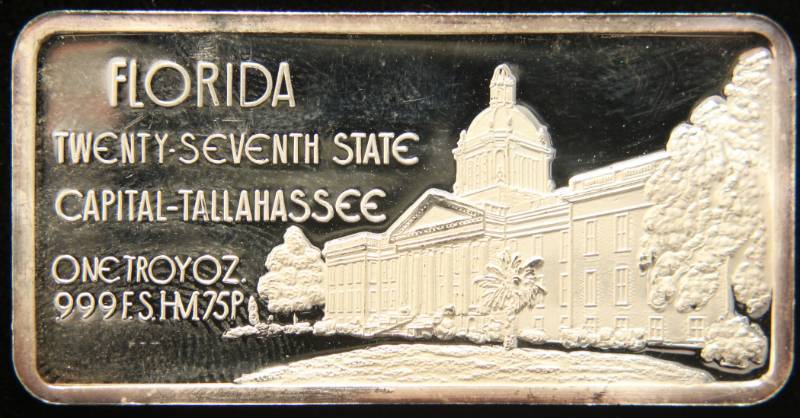 FLORIDA
TWENTY-SEVENTH STATE
CAPITAL-TALLAHASSEE
ONE TROY OZ.
999 F.S. HM.75P